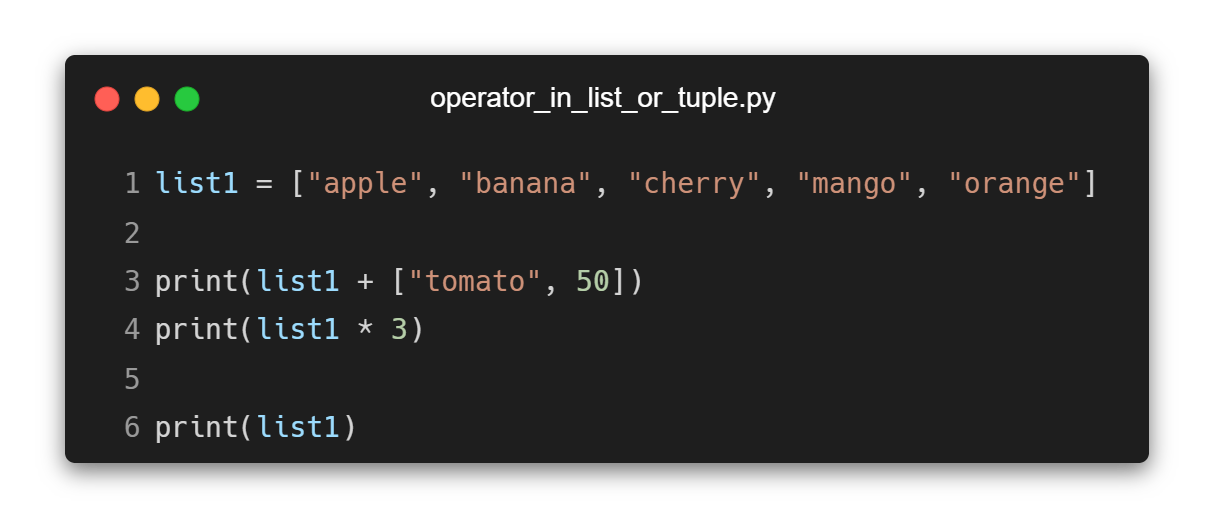 operator_in_list_or_tuple.py
1 list1 = ["apple", "banana", "cherry", "mango", "orange"]
2
3 print(list1 + ["tomato", 50])
4 print(list1 * 3)
5
6 print(list1)